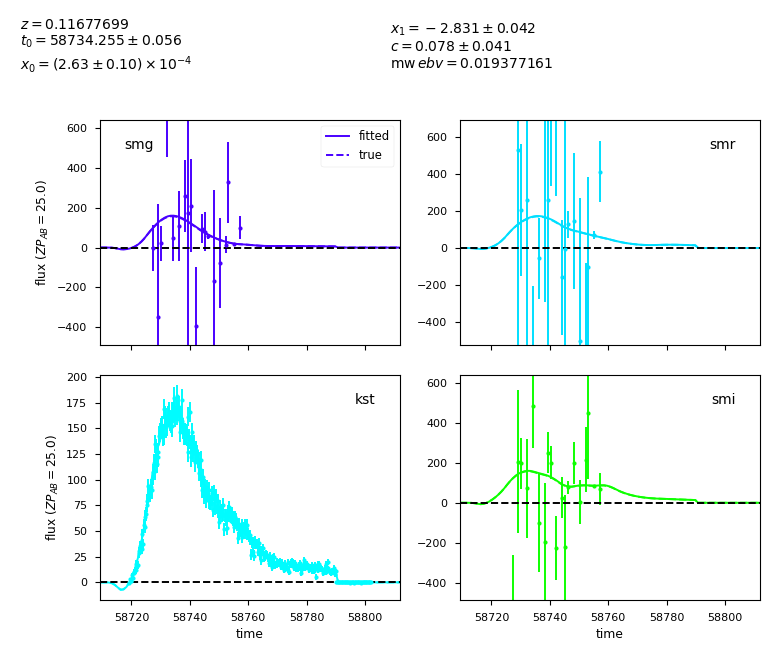 z = 0.11677699
t₀ = 58734.255 ± 0.056
x₀ = (2.63 ± 0.10) × 10⁻⁴
x₁ = −2.831 ± 0.042
c = 0.078 ± 0.041
mwebv = 0.019377161
smg
fitted
true
600
400
200
0
−200
−400
flux (ZP_AB = 25.0)
smr
600
400
200
0
−200
−400
kst
200
175
150
125
100
75
50
25
0
flux (ZP_AB = 25.0)
58720 58740 58760 58780 58800
time
smi
600
400
200
0
−200
−400
58720 58740 58760 58780 58800
time